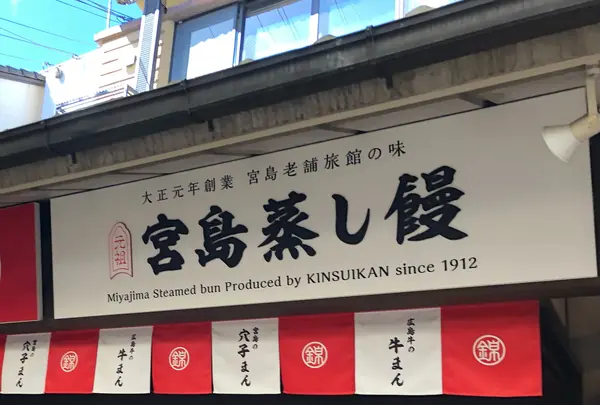 大正元年創業 宮島老舗旅館の味
元祖
宮島蒸し饅
Miyajima Steamed bun Produced by KINSUIKAN since 1912
宮島の
穴子まん
錦
広島牛の
牛まん
錦
宮島の
穴子まん
錦
広島牛の
牛まん
錦